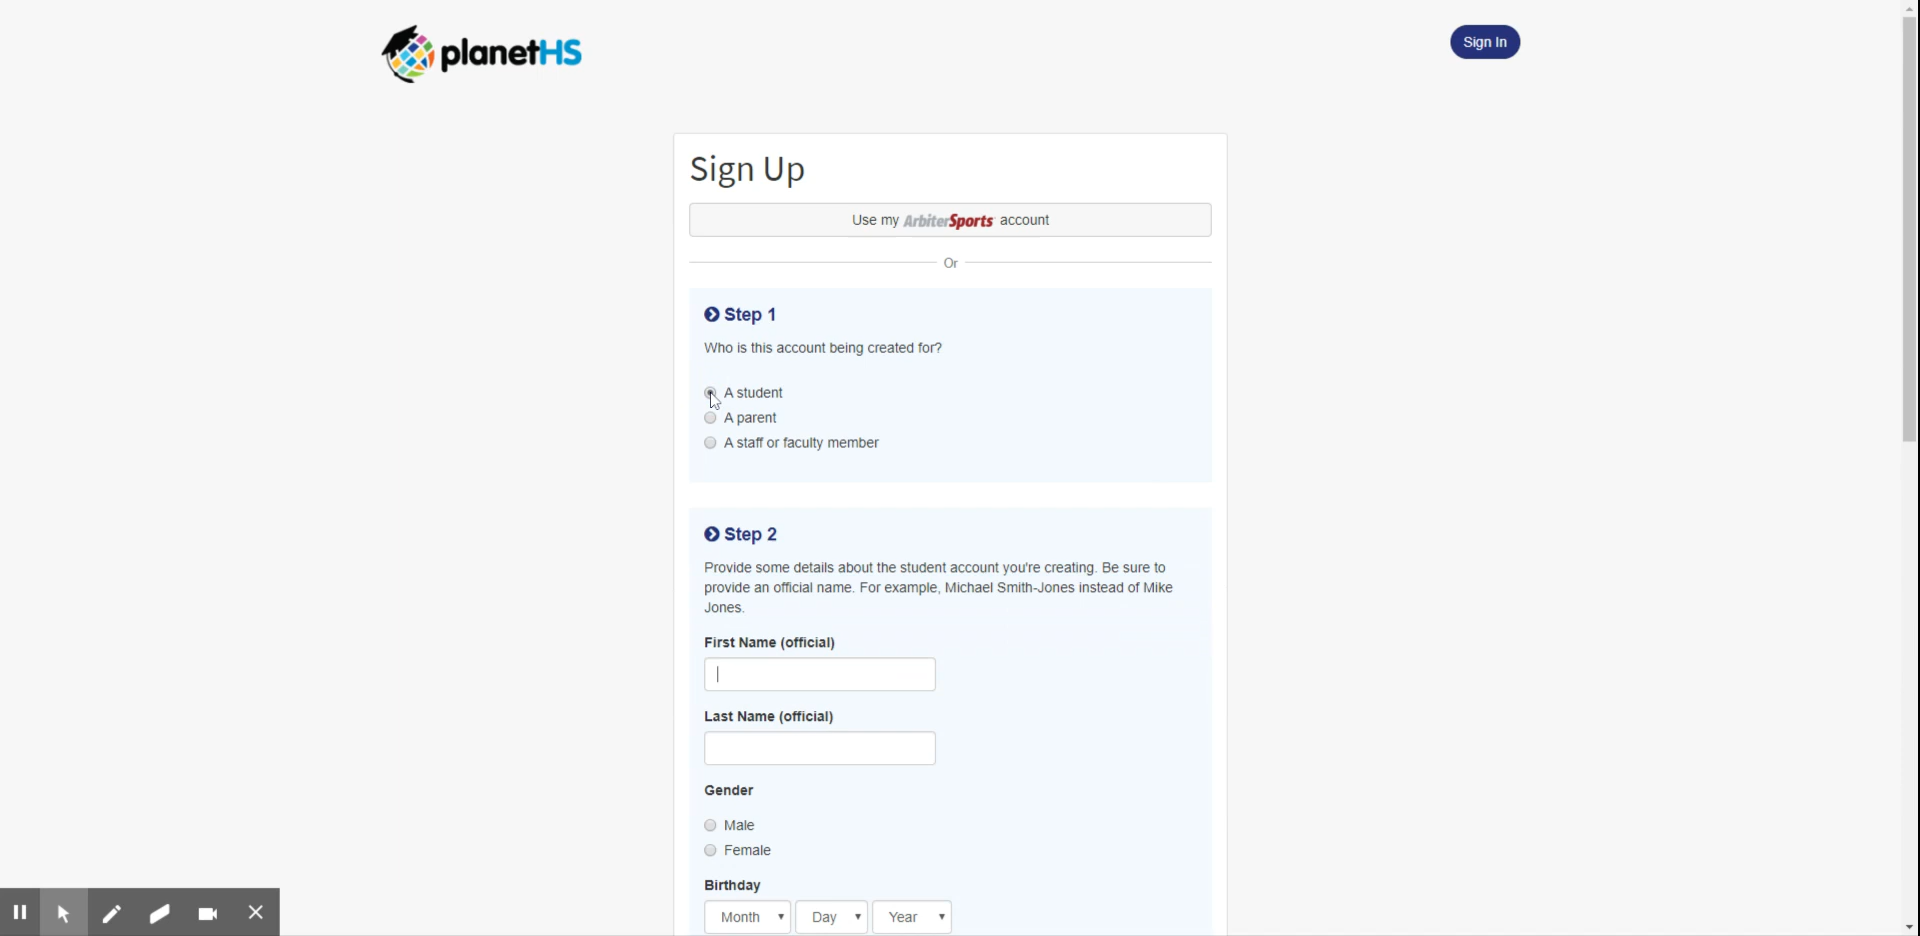 planetHS
Sign In
Sign Up
Use my ArbiterSports account
Or
Step 1
Who is this account being created for?
A student
A parent
A staff or faculty member
Step 2
Provide some details about the student account you're creating. Be sure to
provide an official name. For example, Michael Smith-Jones instead of Mike
Jones.
First Name (official)
Last Name (official)
Gender
Male
Female
Birthday
Month Day Year